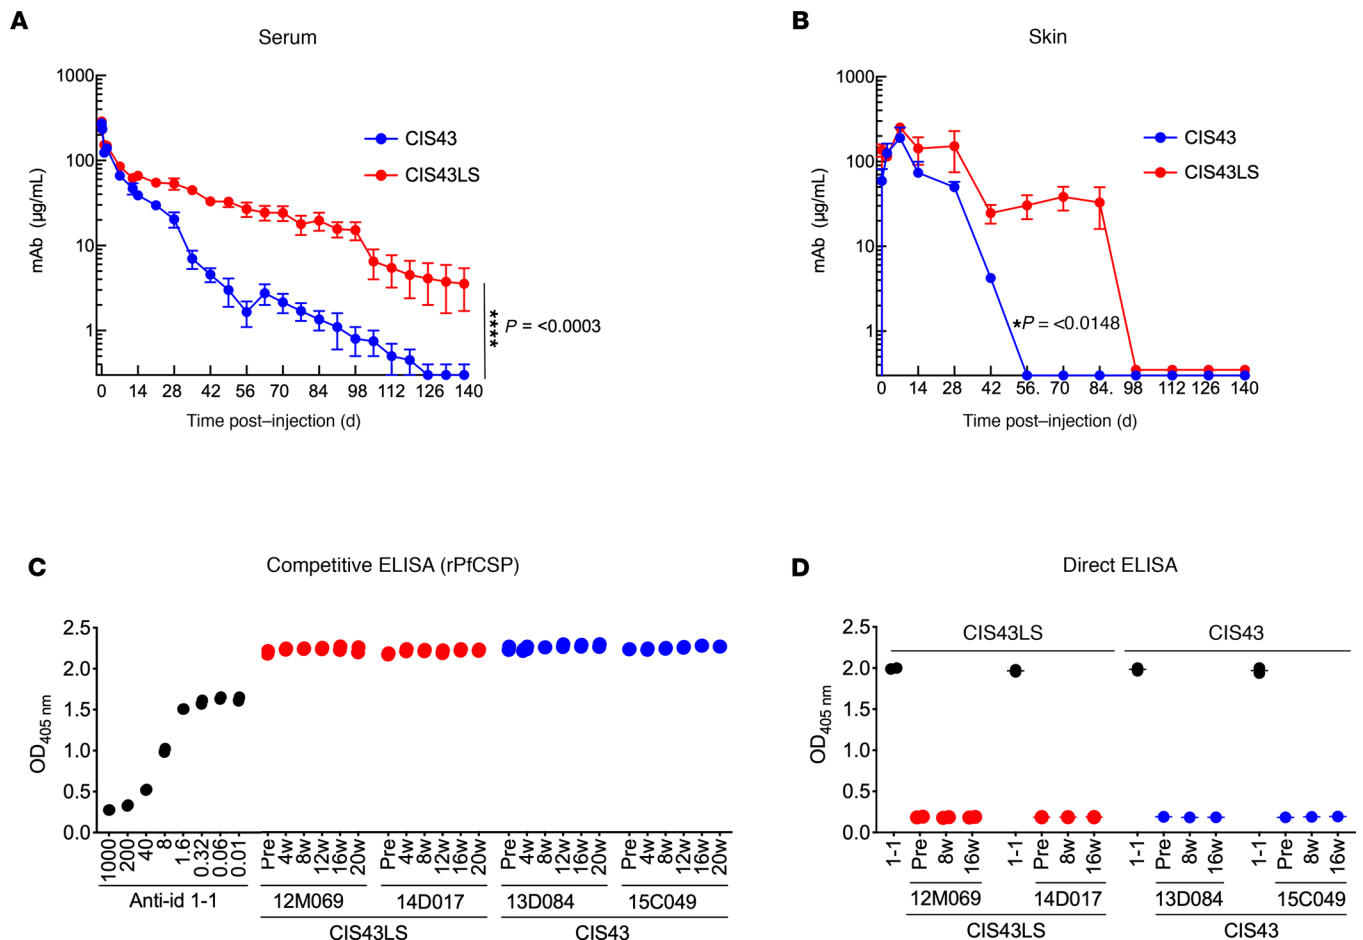 A
Serum
1000
100
10
1
mAb (µg/mL)
CIS43
CIS43LS
**** P = <0.0003
0 14 28 42 56 70 84 98 112 126 140
Time post–injection (d)
B
Skin
1000
100
10
1
mAb (µg/mL)
CIS43
CIS43LS
*P = <0.0148
0 14 28 42 56. 70 84. 98 112 126 140
Time post–injection (d)
C
Competitive ELISA (rPfCSP)
2.5
2.0
1.5
1.0
0.5
0.0
OD405 nm
1000 200 40 8 1.6 0.32 0.06 0.01 Pre 4w 8w 12w 16w 20w Pre 4w 8w 12w 16w 20w Pre 4w 8w 12w 16w 20w Pre 4w 8w 12w 16w 20w
Anti-id 1-1 12M069 14D017 13D084 15C049
CIS43LS CIS43
D
Direct ELISA
CIS43LS CIS43
2.5
2.0
1.5
1.0
0.5
0.0
OD405 nm
1-1 Pre 8w 16w 1-1 Pre 8w 16w 1-1 Pre 8w 16w 1-1 Pre 8w 16w
12M069 14D017 13D084 15C049
CIS43LS CIS43